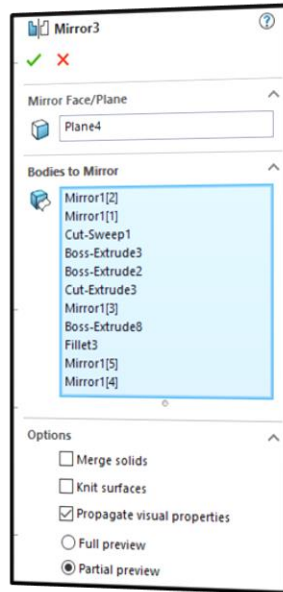 Mirror3
?
Mirror Face/Plane
Plane4
Bodies to Mirror
Mirror1[2]
Mirror1[1]
Cut-Sweep1
Boss-Extrude3
Boss-Extrude2
Cut-Extrude3
Mirror1[3]
Boss-Extrude8
Fillet3
Mirror1[5]
Mirror1[4]
Options
Merge solids
Knit surfaces
Propagate visual properties
Full preview
Partial preview